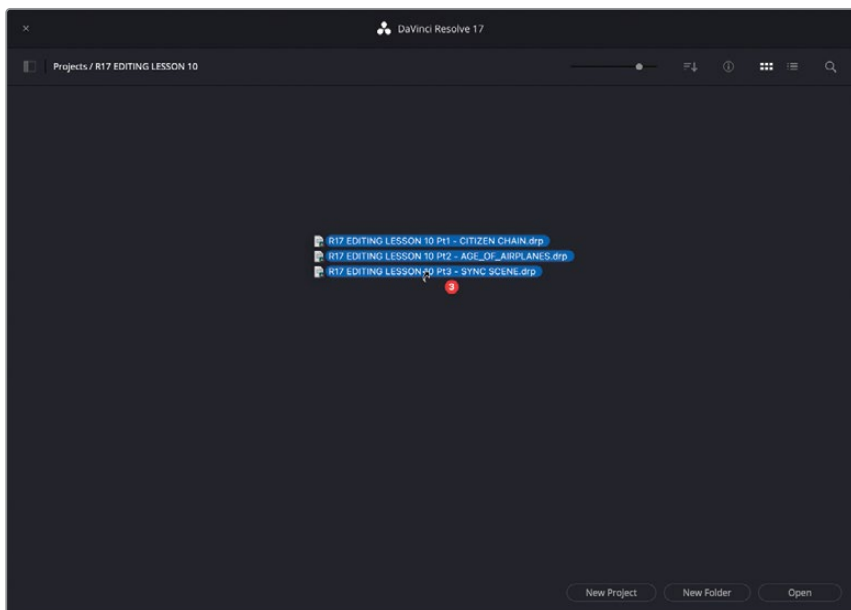 DaVinci Resolve 17
Projects / R17 EDITING LESSON 10
R17 EDITING LESSON 10 Pt1 - CITIZEN CHAIN.drp
R17 EDITING LESSON 10 Pt2 - AGE_OF_AIRPLANES.drp
R17 EDITING LESSON 10 Pt3 - SYNC SCENE.drp
3
New Project
New Folder
Open